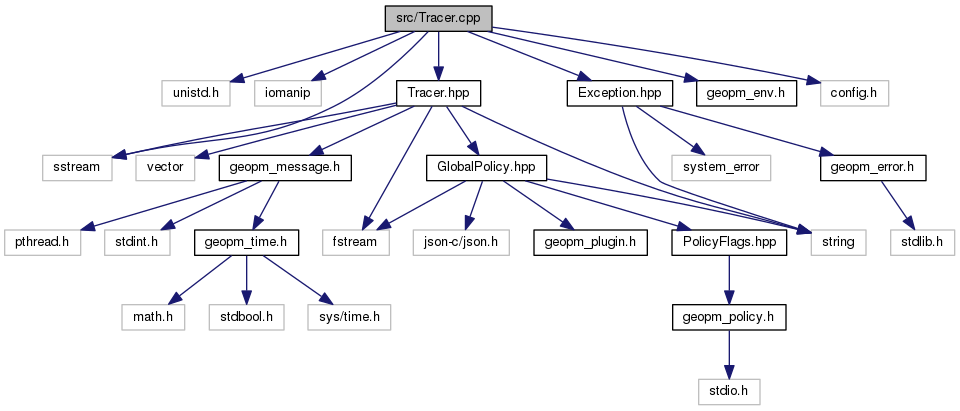 src/Tracer.cpp
unistd.h
iomanip
Tracer.hpp
Exception.hpp
geopm_env.h
config.h
sstream
vector
geopm_message.h
GlobalPolicy.hpp
system_error
geopm_error.h
pthread.h
stdint.h
geopm_time.h
fstream
json-c/json.h
geopm_plugin.h
PolicyFlags.hpp
string
stdlib.h
math.h
stdbool.h
sys/time.h
geopm_policy.h
stdio.h